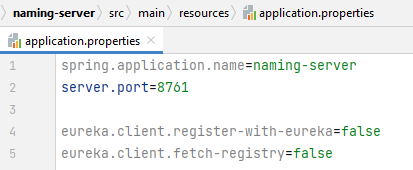 naming-server > src > main > resources > application.properties
application.properties ×
1 spring.application.name=naming-server
2 server.port=8761
3
4 eureka.client.register-with-eureka=false
5 eureka.client.fetch-registry=false